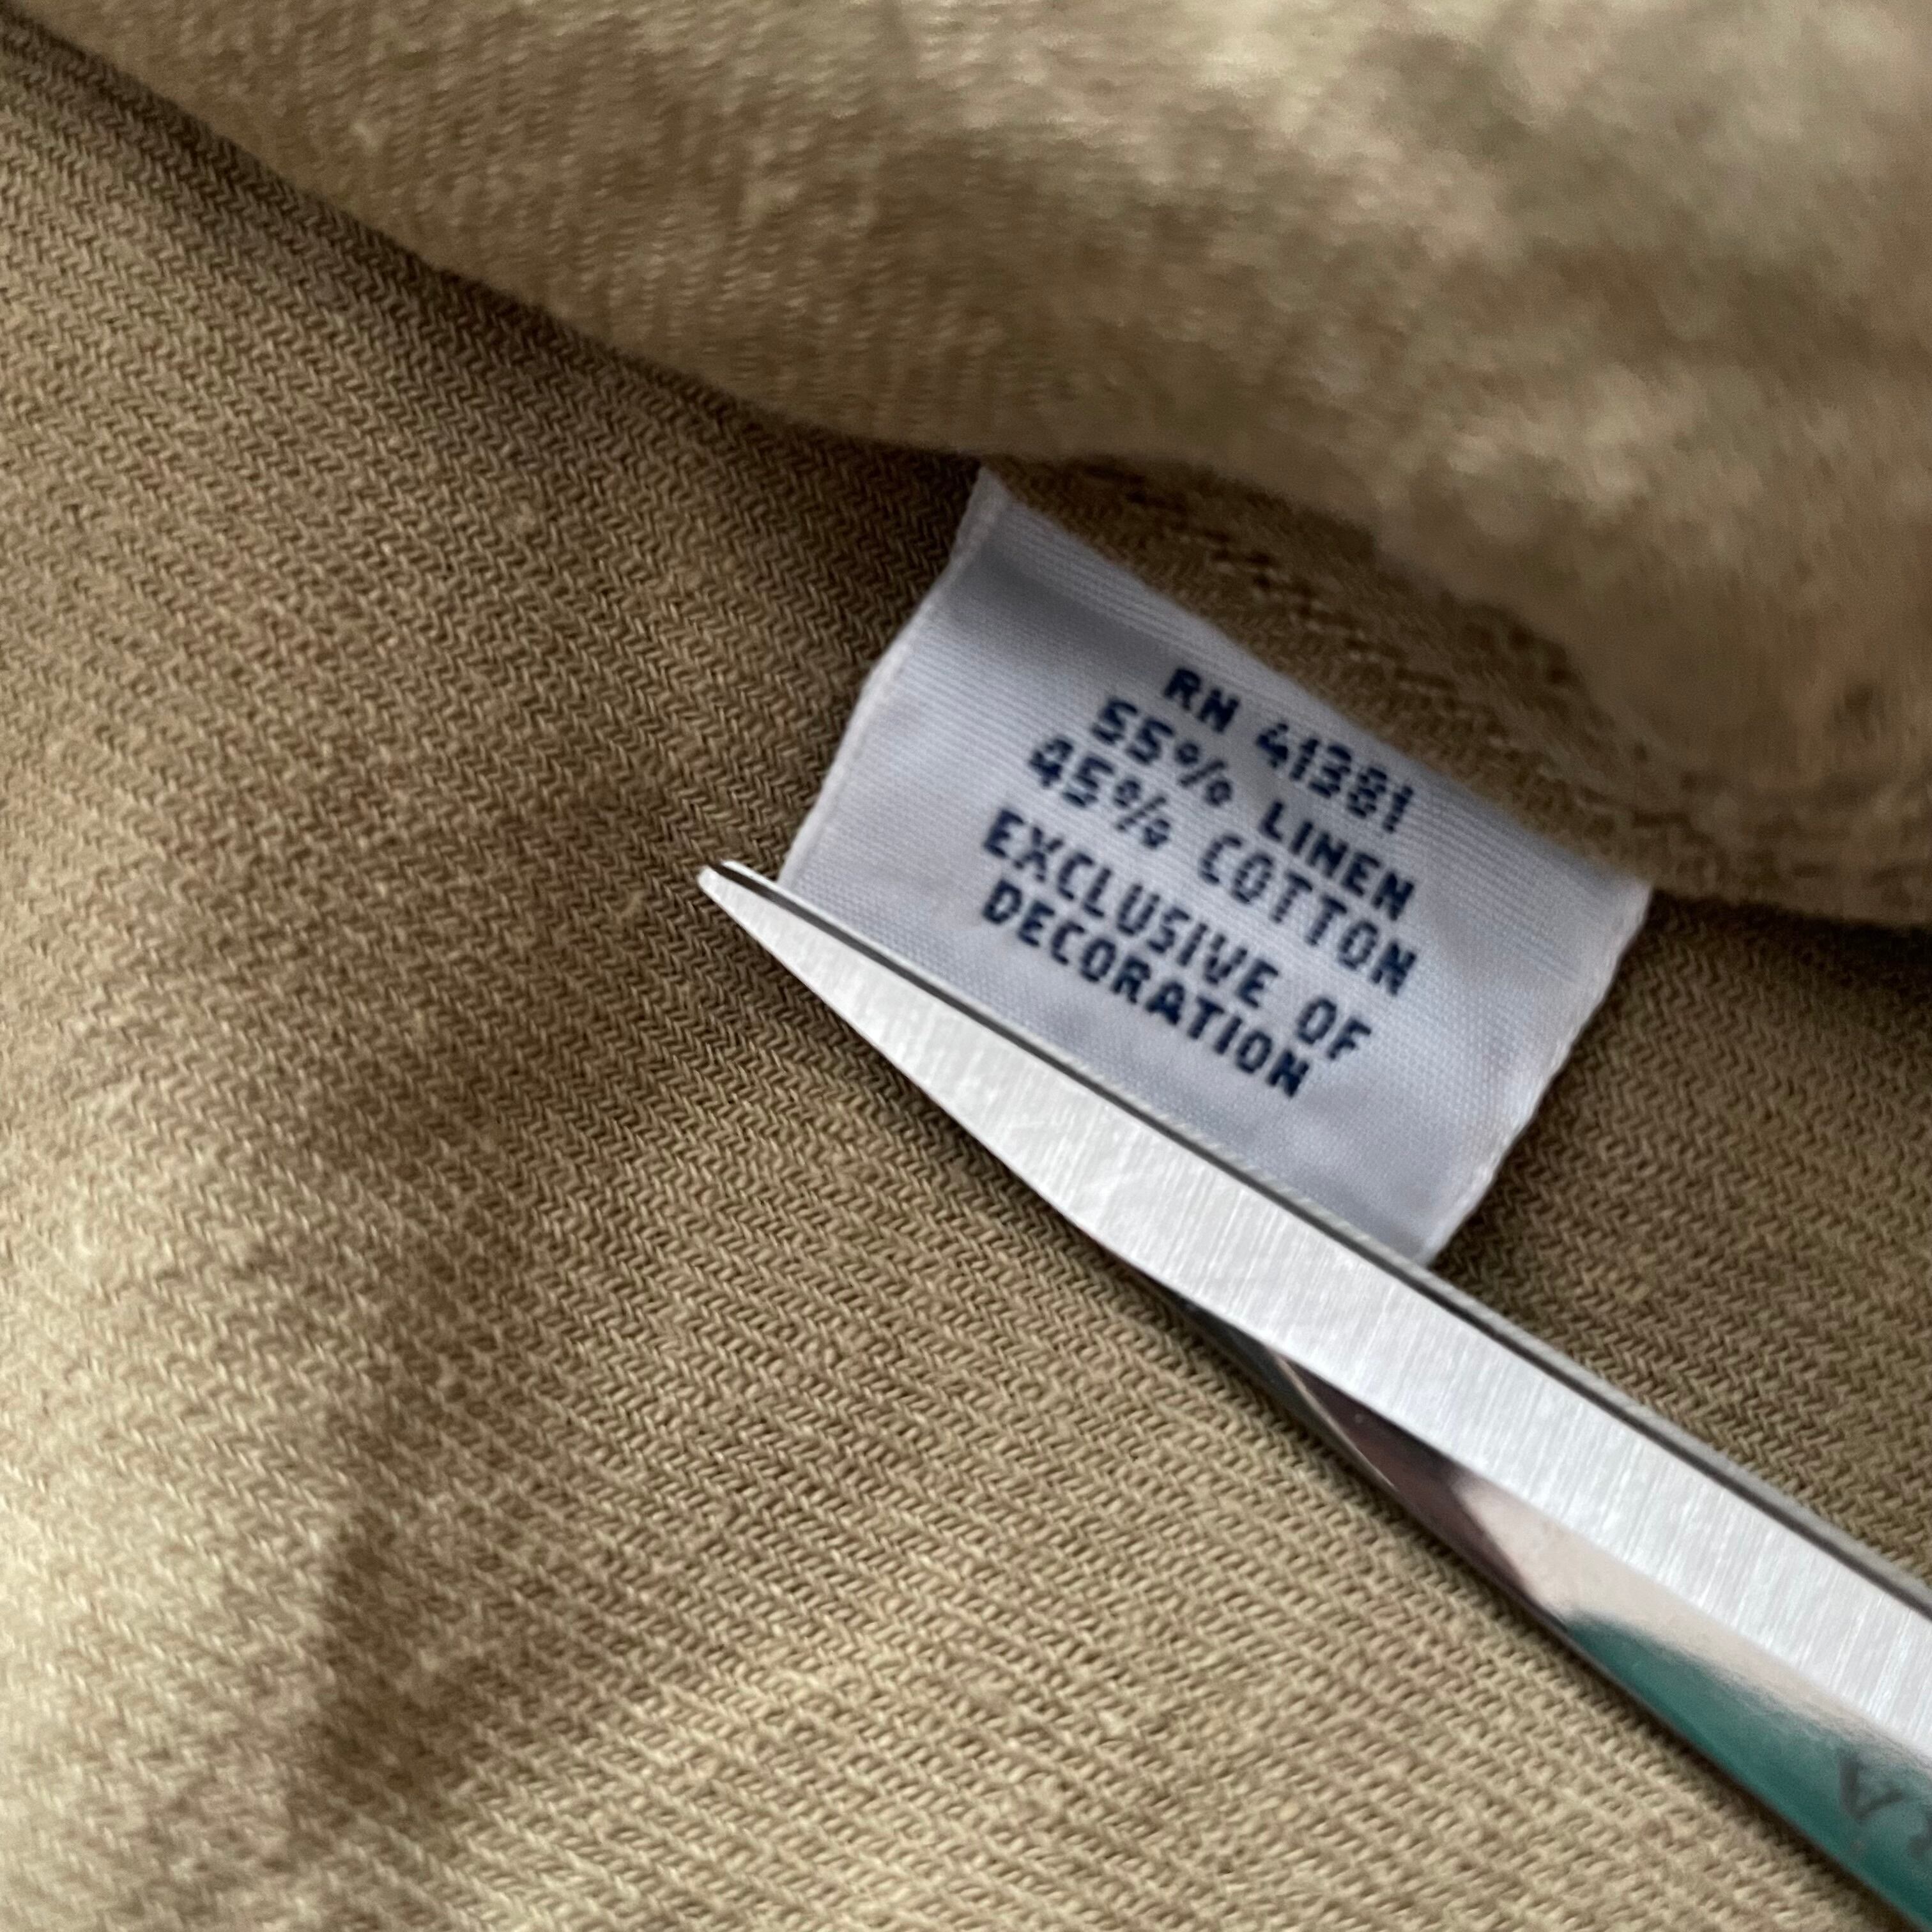 RN 41381
55% LINEN
45% COTTON
EXCLUSIVE OF
DECORATION